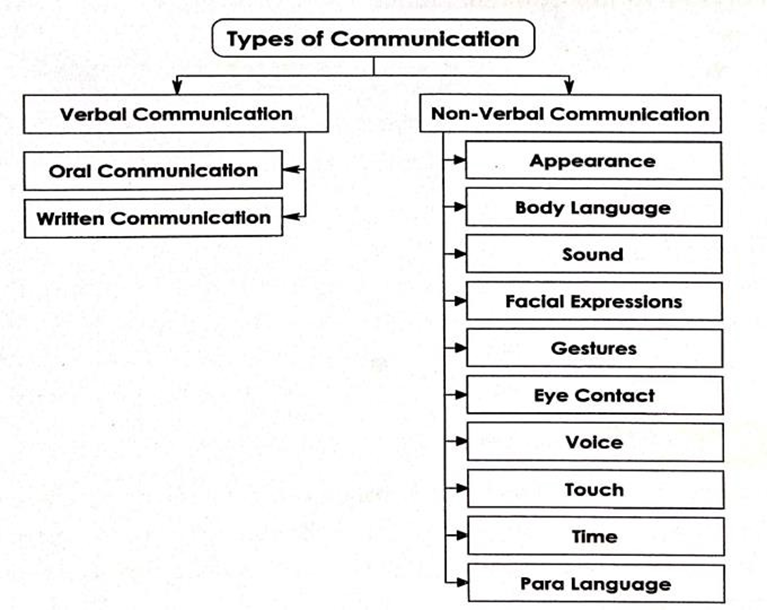 Types of Communication
Verbal Communication
Oral Communication
Written Communication
Non-Verbal Communication
Appearance
Body Language
Sound
Facial Expressions
Gestures
Eye Contact
Voice
Touch
Time
Para Language